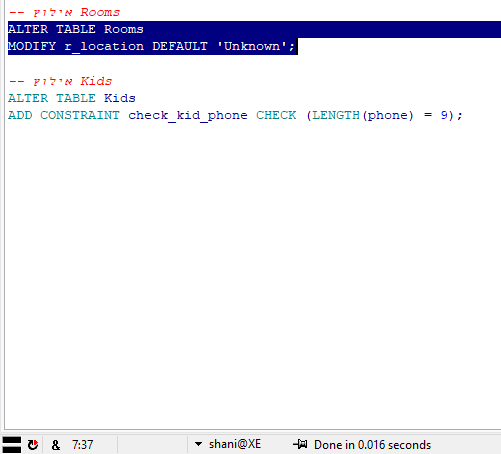 -- אילוץ Rooms
ALTER TABLE Rooms
MODIFY r_location DEFAULT 'Unknown';
-- אילוץ Kids
ALTER TABLE Kids
ADD CONSTRAINT check_kid_phone CHECK (LENGTH(phone) = 9);
& 7:37 shani@XE Done in 0.016 seconds